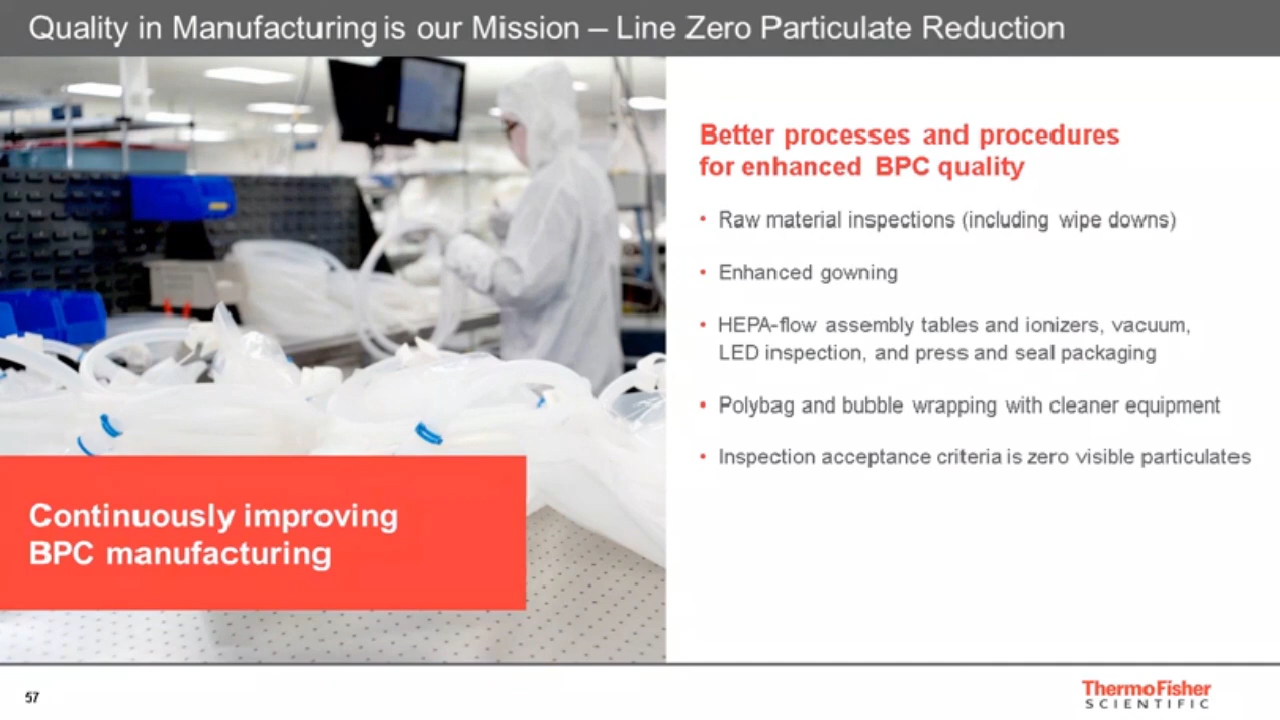 Quality in Manufacturing is our Mission – Line Zero Particulate Reduction
Better processes and procedures
for enhanced BPC quality
• Raw material inspections (including wipe downs)
• Enhanced gowning
• HEPA-flow assembly tables and ionizers, vacuum,
LED inspection, and press and seal packaging
• Polybag and bubble wrapping with cleaner equipment
• Inspection acceptance criteria is zero visible particulates
Continuously improving
BPC manufacturing
57
ThermoFisher
SCIENTIFIC